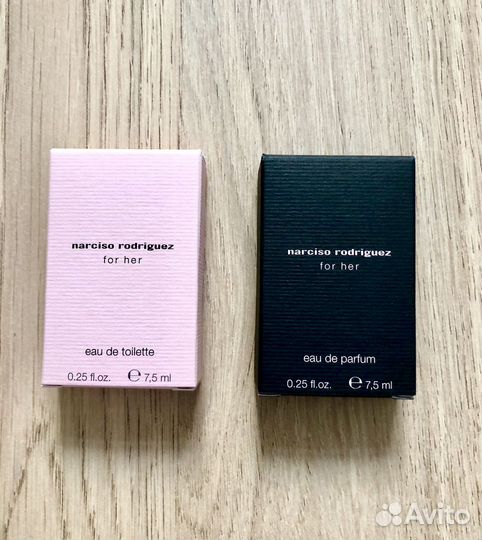 narciso rodriguez
for her
eau de toilette
0.25 fl.oz. ℮ 7,5 ml
narciso rodriguez
for her
eau de parfum
0.25 fl.oz. ℮ 7,5 ml
Avito